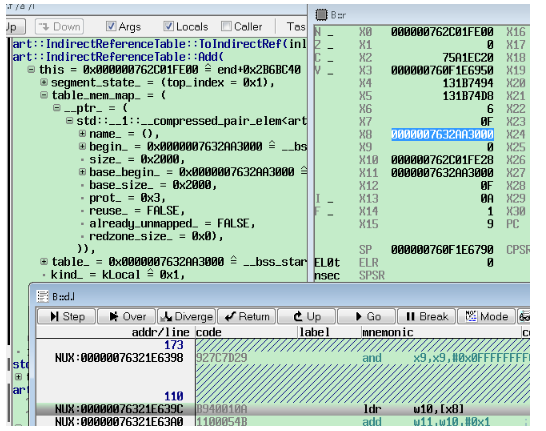 Up Down Args Locals Caller Tas
art::IndirectReferenceTable::ToIndirectRef(inl
art::IndirectReferenceTable::Add(
this = 0x000000762C01FE00 ≙ end+0x2B6BC40
segment_state_ = (top_index = 0x1),
table_mem_map_ = (
__ptr_ = (
std::__1::__compressed_pair_elem<art
name_ = (),
begin_ = 0x0000007632AA3000 ≙ __bs
size_ = 0x2000,
base_begin_ = 0x0000007632AA3000 ≙
base_size_ = 0x2000,
prot_ = 0x3,
reuse_ = FALSE,
already_unmapped_ = FALSE,
redzone_size_ = 0x0),
)),
table_ = 0x0000007632AA3000 ≙ __bss_star
kind_ = kLocal ≙ 0x1,
std
art
B::r
N _ X0 000000762C01FE00 X16
Z _ X1 0 X17
C _ X2 75A1EC20 X18
V _ X3 000000760F1E6950 X19
X4 131B7494 X20
X5 131B74D8 X21
X6 6 X22
X7 0F X23
X8 0000007632AA3000 X24
X9 0 X25
X10 000000762C01FE28 X26
X11 0000007632AA3000 X27
X12 0F X28
I _ X13 0A X29
F _ X14 1 X30
X15 9 PC
SP 000000760F1E6790 CPSR
EL0t ELR 0
nsec SPSR
B::d.l
Step Over Diverge Return Up Go Break Mode
addr/line code label mnemonic co
173
NUX:00000076321E6398 927C7D29 and x9,x9,#0x0FFFFFFF
110
NUX:00000076321E639C B940010A ldr w10,[x8]
NUX:00000076321E63A0 1100054B add w11,w10,#0x1